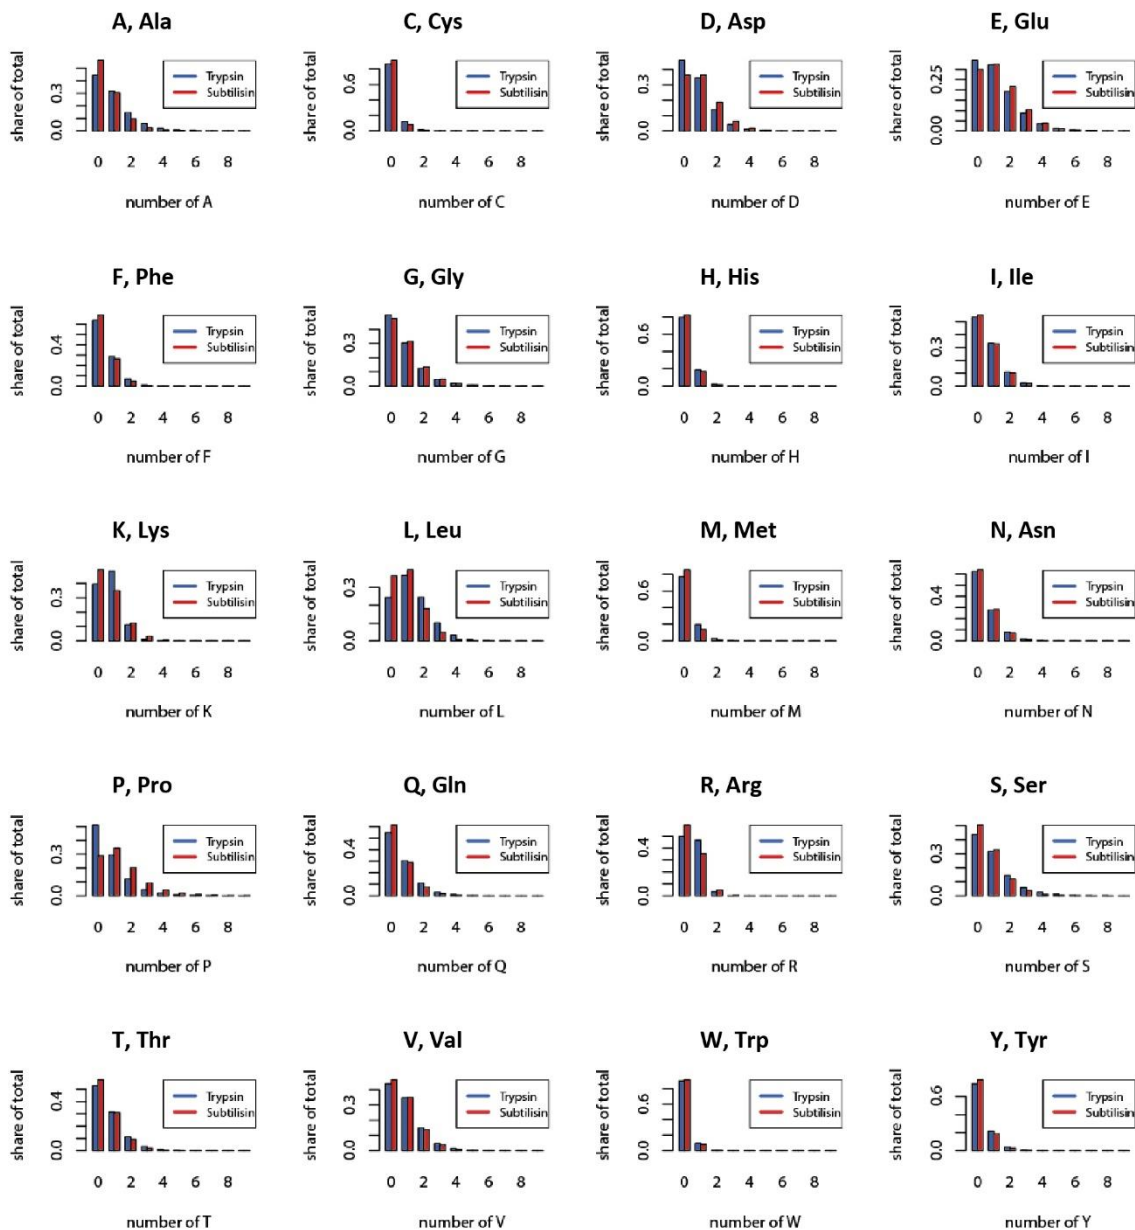 A, Ala
share of total
0.3
0.0
Trypsin
Subtilisin
0 2 4 6 8
number of A
C, Cys
share of total
0.6
0.0
Trypsin
Subtilisin
0 2 4 6 8
number of C
D, Asp
share of total
0.3
0.0
Trypsin
Subtilisin
0 2 4 6 8
number of D
E, Glu
share of total
0.25
0.00
Trypsin
Subtilisin
0 2 4 6 8
number of E
F, Phe
share of total
0.4
0.0
Trypsin
Subtilisin
0 2 4 6 8
number of F
G, Gly
share of total
0.3
0.0
Trypsin
Subtilisin
0 2 4 6 8
number of G
H, His
share of total
0.6
0.0
Trypsin
Subtilisin
0 2 4 6 8
number of H
I, Ile
share of total
0.3
0.0
Trypsin
Subtilisin
0 2 4 6 8
number of I
K, Lys
share of total
0.3
0.0
Trypsin
Subtilisin
0 2 4 6 8
number of K
L, Leu
share of total
0.3
0.0
Trypsin
Subtilisin
0 2 4 6 8
number of L
M, Met
share of total
0.6
0.0
Trypsin
Subtilisin
0 2 4 6 8
number of M
N, Asn
share of total
0.4
0.0
Trypsin
Subtilisin
0 2 4 6 8
number of N
P, Pro
share of total
0.3
0.0
Trypsin
Subtilisin
0 2 4 6 8
number of P
Q, Gln
share of total
0.4
0.0
Trypsin
Subtilisin
0 2 4 6 8
number of Q
R, Arg
share of total
0.4
0.0
Trypsin
Subtilisin
0 2 4 6 8
number of R
S, Ser
share of total
0.3
0.0
Trypsin
Subtilisin
0 2 4 6 8
number of S
T, Thr
share of total
0.4
0.0
Trypsin
Subtilisin
0 2 4 6 8
number of T
V, Val
share of total
0.3
0.0
Trypsin
Subtilisin
0 2 4 6 8
number of V
W, Trp
share of total
0.6
0.0
Trypsin
Subtilisin
0 2 4 6 8
number of W
Y, Tyr
share of total
0.6
0.0
Trypsin
Subtilisin
0 2 4 6 8
number of Y